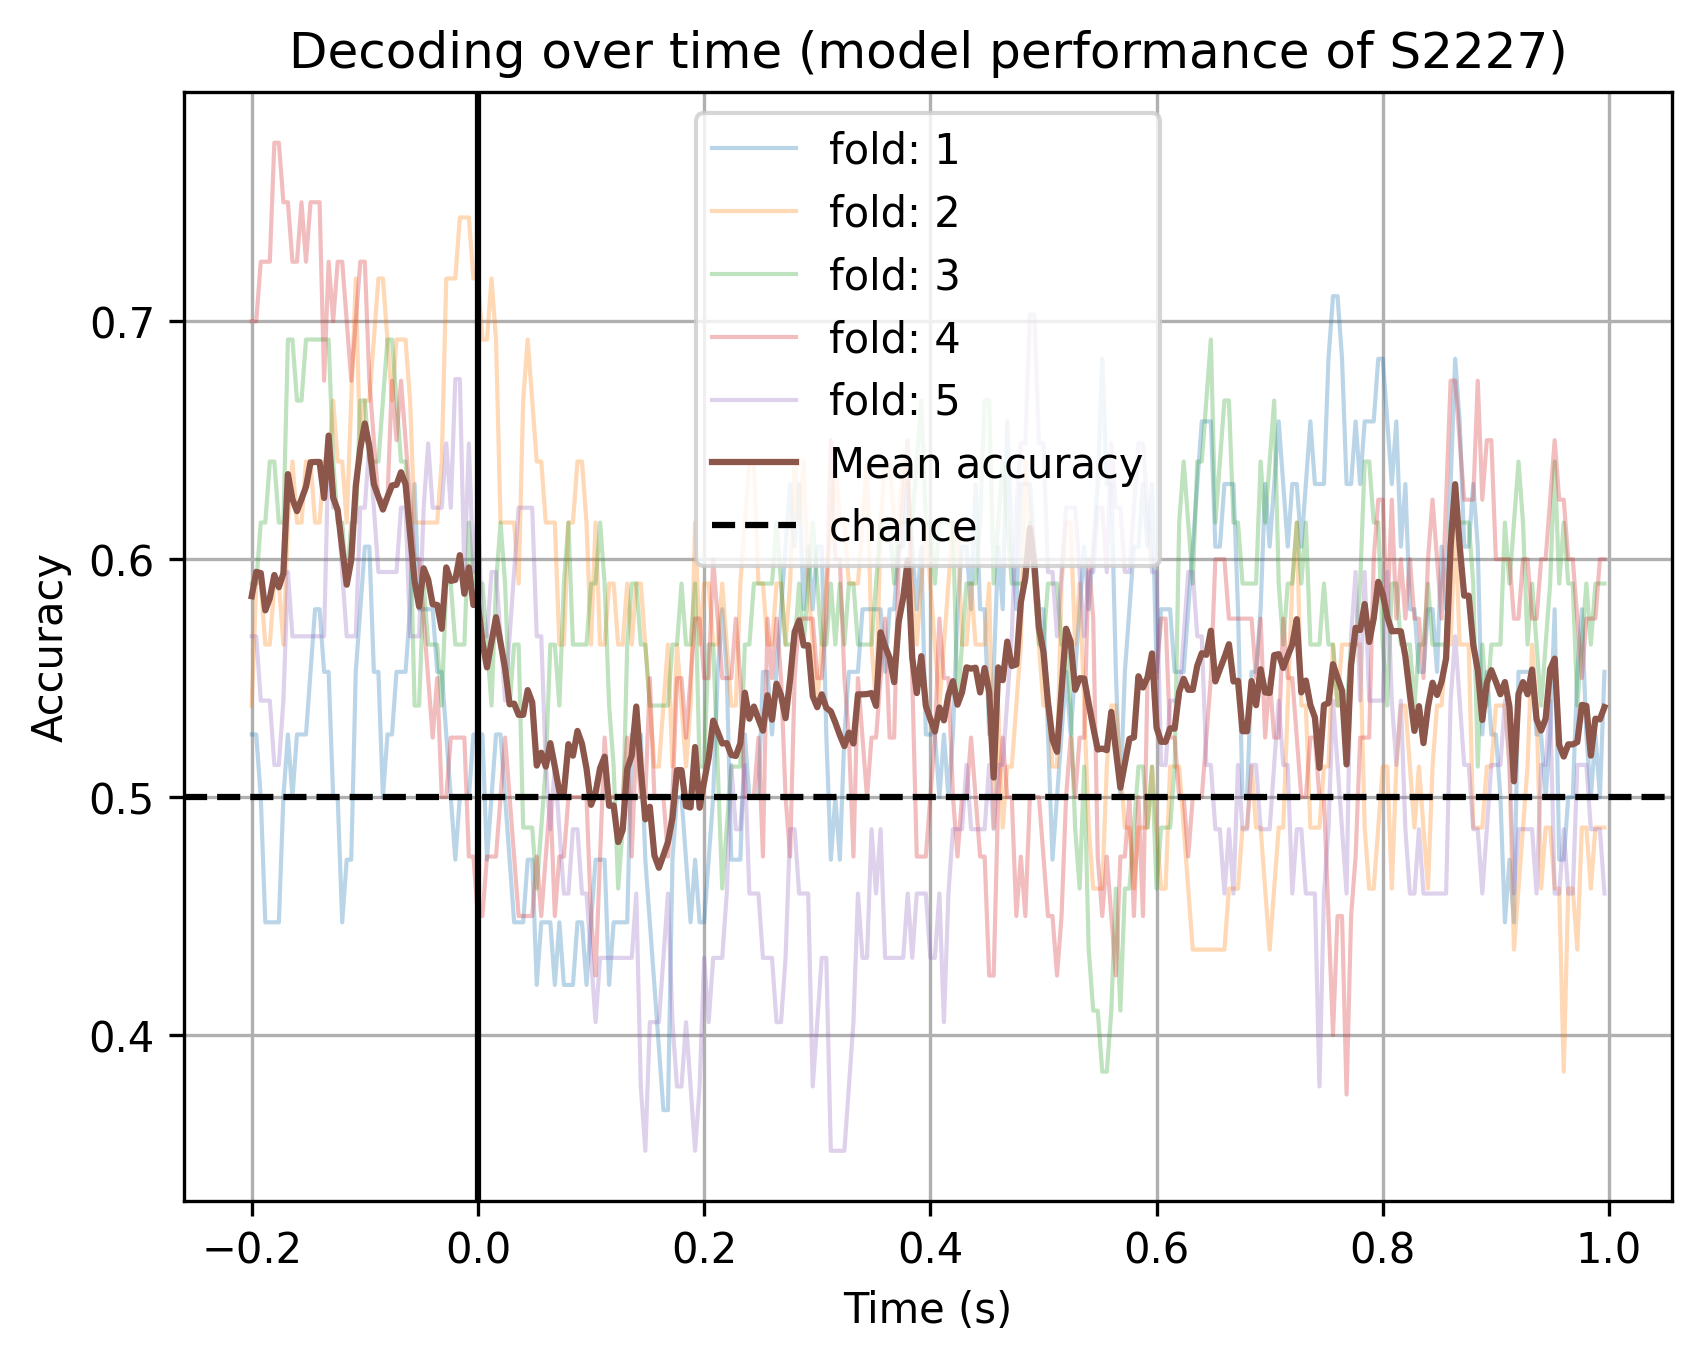 Decoding over time (model performance of S2227)
fold: 1
fold: 2
fold: 3
fold: 4
fold: 5
Mean accuracy
chance
Accuracy
0.7
0.6
0.5
0.4
−0.2 0.0 0.2 0.4 0.6 0.8 1.0
Time (s)